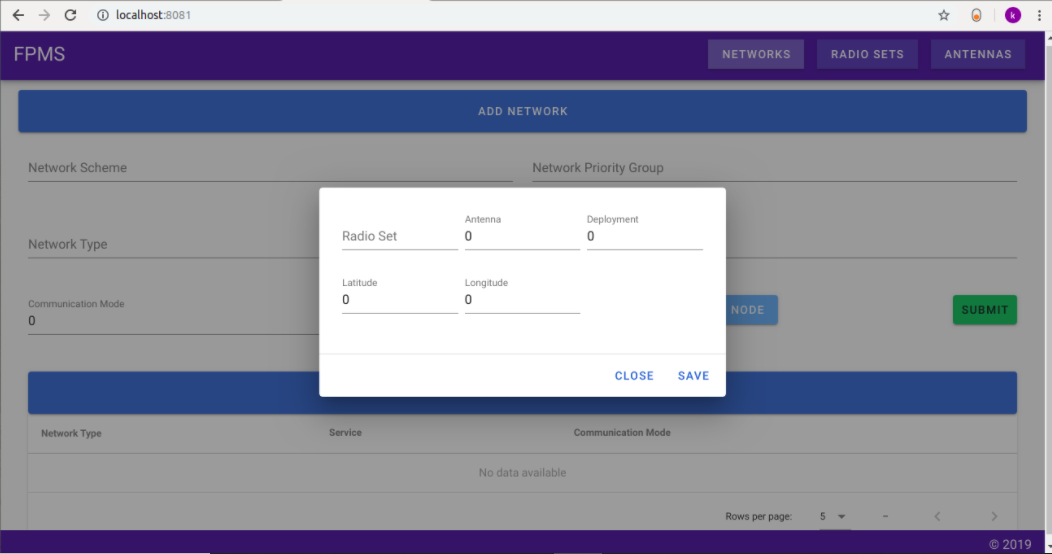 localhost:8081
k
FPMS
NETWORKS RADIO SETS ANTENNAS
ADD NETWORK
Network Scheme Network Priority Group
Antenna Deployment
Radio Set 0 0
Network Type
Latitude Longitude
0 0
Communication Mode
0
NODE SUBMIT
CLOSE SAVE
Network Type Service Communication Mode
No data available
Rows per page: 5 –
© 2019